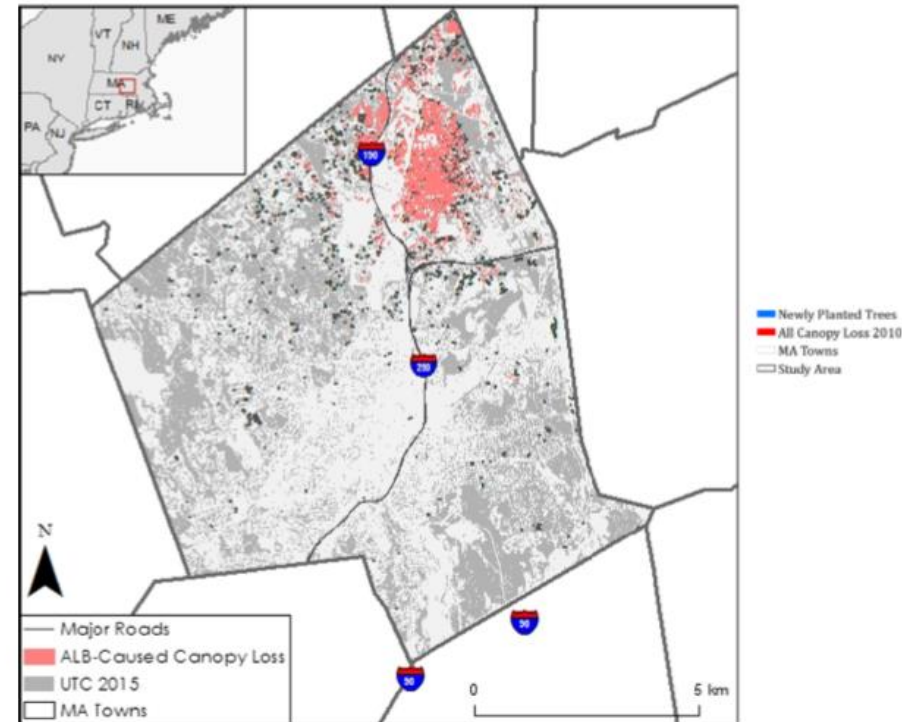 ME
VT
NH
NY
MA
CT
RI
PA
NJ
190
290
N
90
90
Major Roads
ALB-Caused Canopy Loss
UTC 2015
MA Towns
0 5 km
Newly Planted Trees
All Canopy Loss 2010
MA Towns
Study Area